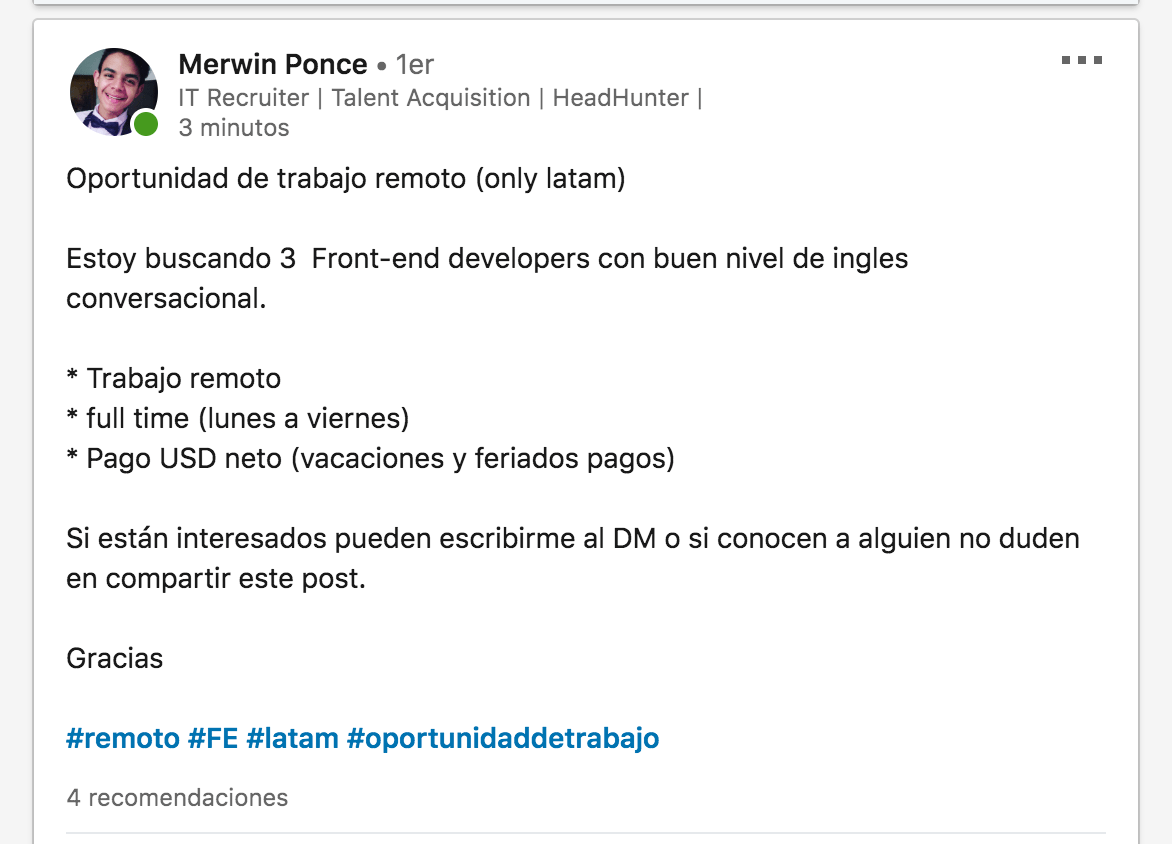 Merwin Ponce • 1er
IT Recruiter | Talent Acquisition | HeadHunter |
3 minutos
Oportunidad de trabajo remoto (only latam)
Estoy buscando 3  Front-end developers con buen nivel de ingles
conversacional.
* Trabajo remoto
* full time (lunes a viernes)
* Pago USD neto (vacaciones y feriados pagos)
Si están interesados pueden escribirme al DM o si conocen a alguien no duden
en compartir este post.
Gracias
#remoto #FE #latam #oportunidaddetrabajo
4 recomendaciones